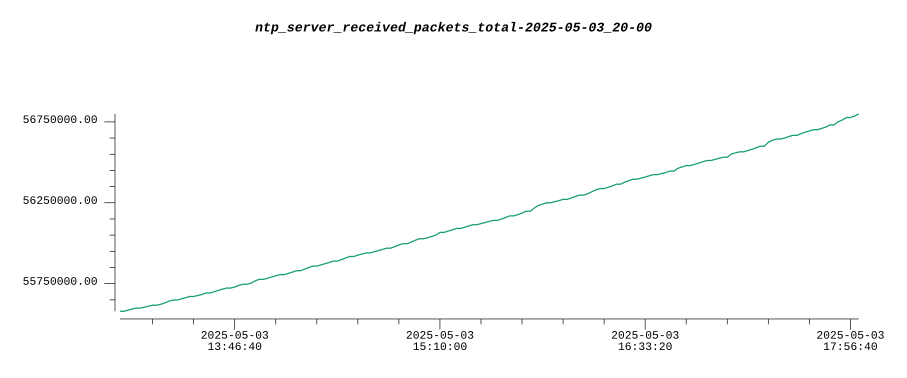 ntp_server_received_packets_total-2025-05-03_20-00
56750000.00
56250000.00
55750000.00
2025-05-03 2025-05-03 2025-05-03 2025-05-03
13:46:40 15:10:00 16:33:20 17:56:40